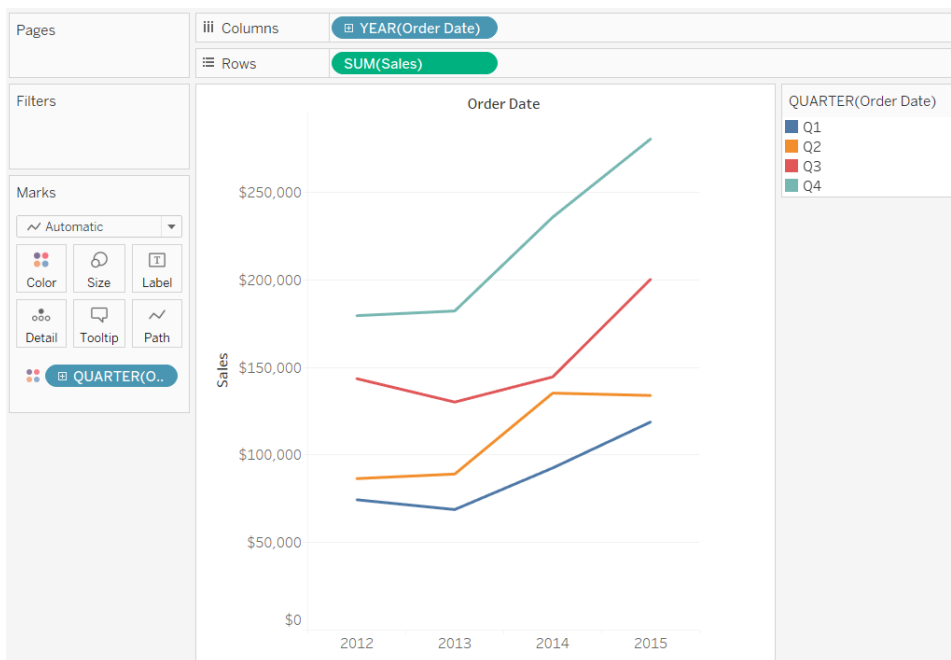 Pages
Columns
YEAR(Order Date)
Rows
SUM(Sales)
Filters
Marks
Automatic
Color
Size
Label
Detail
Tooltip
Path
QUARTER(O..
Order Date
Sales
$250,000
$200,000
$150,000
$100,000
$50,000
$0
2012
2013
2014
2015
QUARTER(Order Date)
Q1
Q2
Q3
Q4